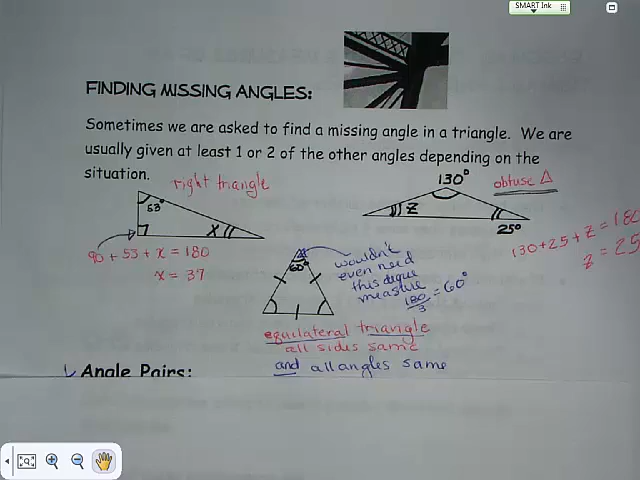 SMART Ink
FINDING MISSING ANGLES:
Sometimes we are asked to find a missing angle in a triangle. We are
usually given at least 1 or 2 of the other angles depending on the
situation.
right triangle
53°
x
90 + 53 + x = 180
x = 37
130°
obtuse Δ
z
25°
130+25+z=180
z = 25
60°
wouldn't
even need
this degree
measure
180/3 = 60°
equilateral triangle
all sides same
and all angles same
Angle Pairs: